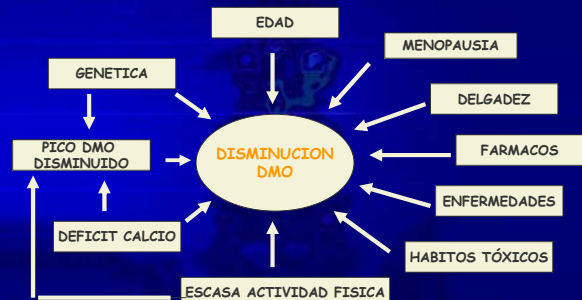 EDAD
MENOPAUSIA
GENETICA
DELGADEZ
PICO DMO
DISMINUIDO
DISMINUCION
DMO
FARMACOS
ENFERMEDADES
DEFICIT CALCIO
HABITOS TÓXICOS
ESCASA ACTIVIDAD FISICA